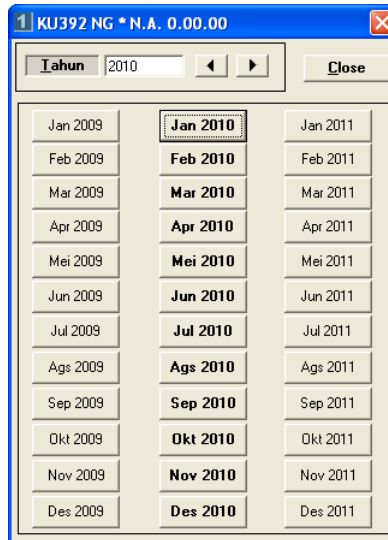 1 KU392 NG * N.A. 0.00.00
Tahun 2010 Close
Jan 2009 Jan 2010 Jan 2011
Feb 2009 Feb 2010 Feb 2011
Mar 2009 Mar 2010 Mar 2011
Apr 2009 Apr 2010 Apr 2011
Mei 2009 Mei 2010 Mei 2011
Jun 2009 Jun 2010 Jun 2011
Jul 2009 Jul 2010 Jul 2011
Ags 2009 Ags 2010 Ags 2011
Sep 2009 Sep 2010 Sep 2011
Okt 2009 Okt 2010 Okt 2011
Nov 2009 Nov 2010 Nov 2011
Des 2009 Des 2010 Des 2011